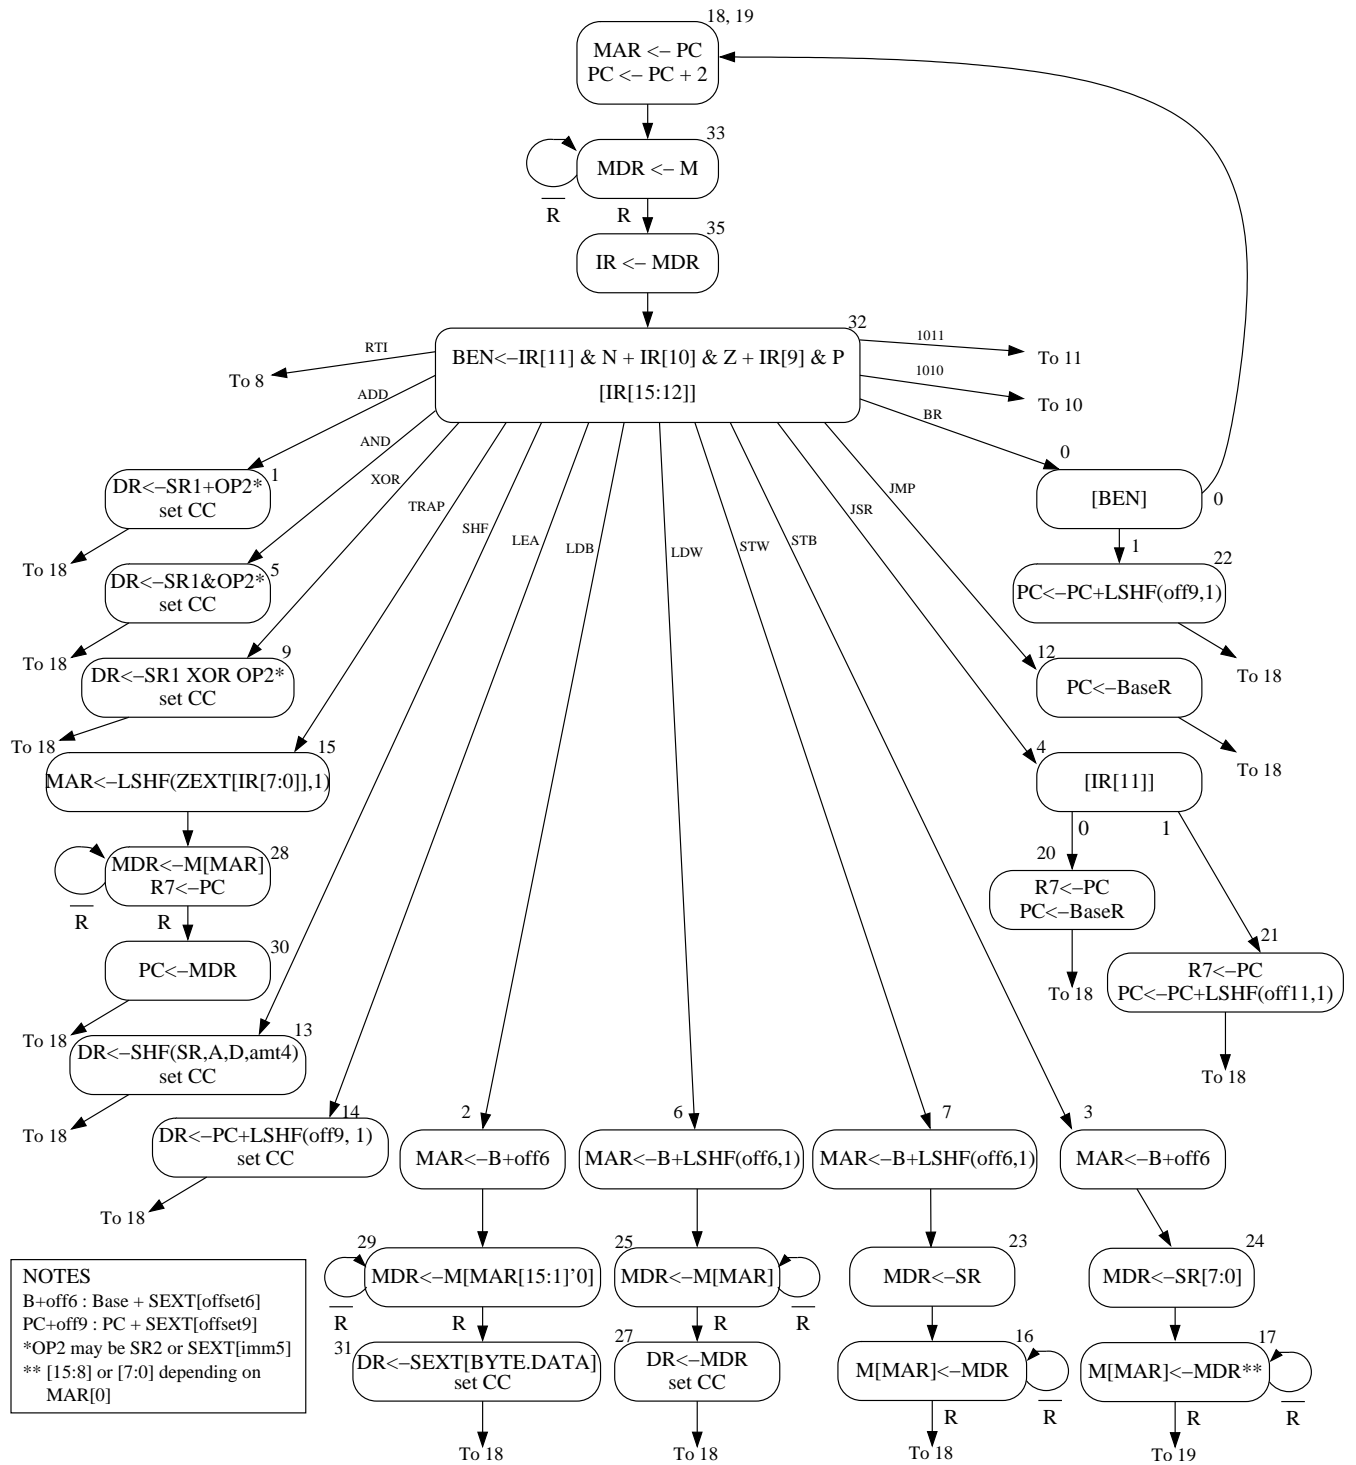 18, 19
MAR <– PC
PC <– PC + 2
33
MDR <– M
R
R
35
IR <– MDR
32
BEN<–IR[11] & N + IR[10] & Z + IR[9] & P
[IR[15:12]]
RTI
To 8
1011
To 11
1010
To 10
ADD
AND
XOR
TRAP
SHF
LEA
LDB
LDW
STW
STB
JSR
JMP
BR
1
DR<–SR1+OP2*
set CC
To 18
5
DR<–SR1&OP2*
set CC
To 18
9
DR<–SR1 XOR OP2*
set CC
To 18
15
MAR<–LSHF(ZEXT[IR[7:0]],1)
28
MDR<–M[MAR]
R7<–PC
R
R
30
PC<–MDR
To 18
13
DR<–SHF(SR,A,D,amt4)
set CC
To 18
14
DR<–PC+LSHF(off9, 1)
set CC
To 18
0
[BEN]
0
1
22
PC<–PC+LSHF(off9,1)
To 18
12
PC<–BaseR
To 18
4
[IR[11]]
0
1
20
R7<–PC
PC<–BaseR
To 18
21
R7<–PC
PC<–PC+LSHF(off11,1)
To 18
2
MAR<–B+off6
29
MDR<–M[MAR[15:1]’0]
R
R
31
DR<–SEXT[BYTE.DATA]
set CC
To 18
6
MAR<–B+LSHF(off6,1)
25
MDR<–M[MAR]
R
R
27
DR<–MDR
set CC
To 18
7
MAR<–B+LSHF(off6,1)
23
MDR<–SR
16
M[MAR]<–MDR
R
R
To 18
3
MAR<–B+off6
24
MDR<–SR[7:0]
17
M[MAR]<–MDR**
R
R
To 19
NOTES
B+off6 : Base + SEXT[offset6]
PC+off9 : PC + SEXT[offset9]
*OP2 may be SR2 or SEXT[imm5]
** [15:8] or [7:0] depending on
MAR[0]